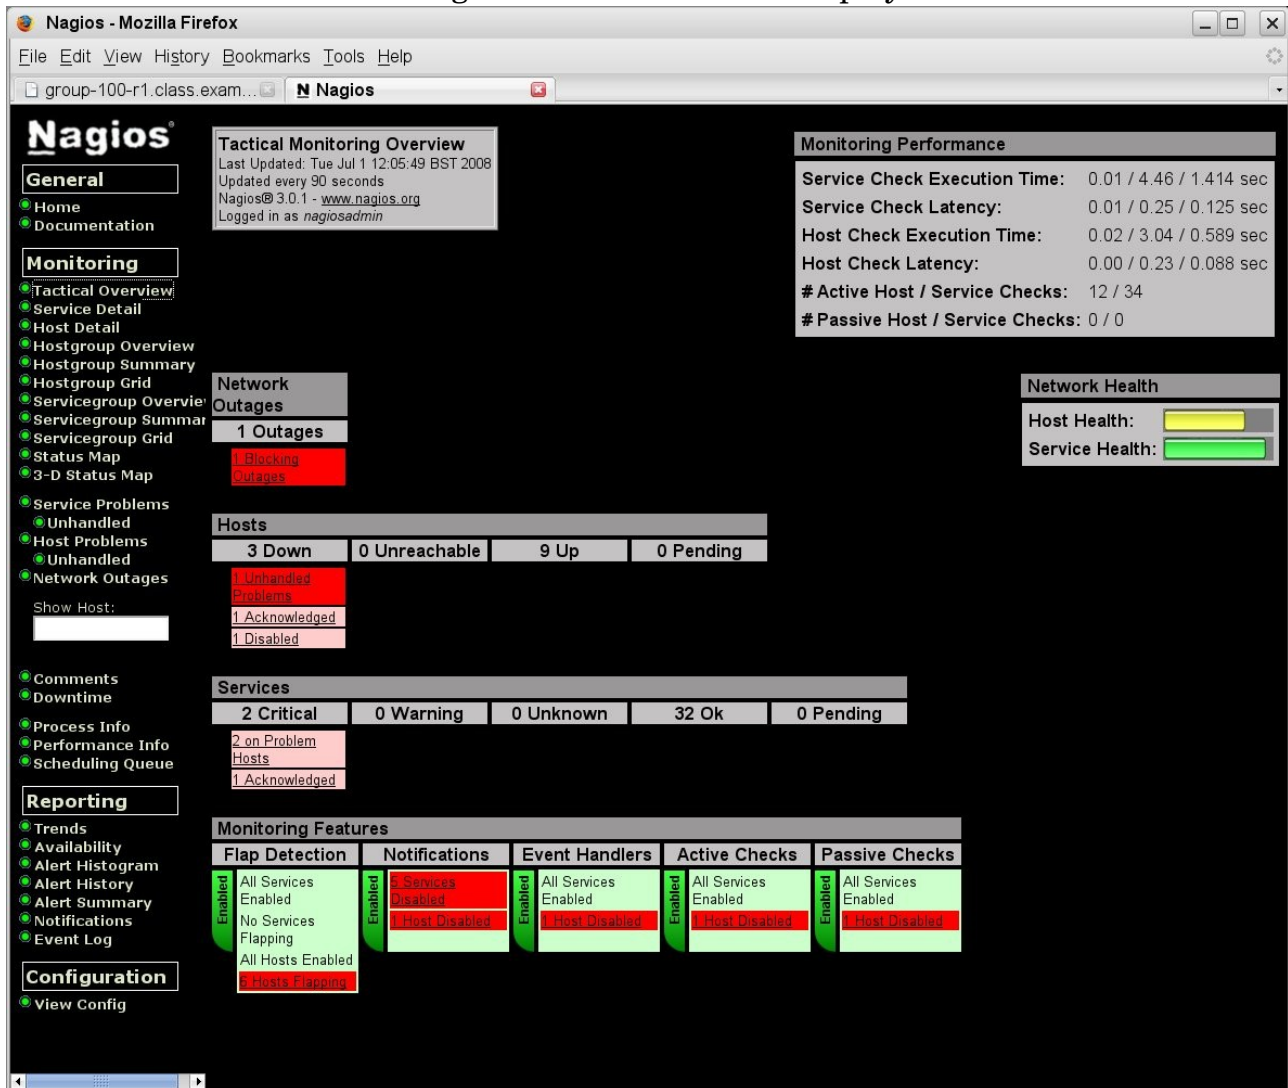 Nagios - Mozilla Firefox
File Edit View History Bookmarks Tools Help
group-100-r1.class.exam...
N Nagios
Nagios®
General
Home
Documentation
Monitoring
Tactical Overview
Service Detail
Host Detail
Hostgroup Overview
Hostgroup Summary
Hostgroup Grid
Servicegroup Overvie
Servicegroup Summar
Servicegroup Grid
Status Map
3-D Status Map
Service Problems
Unhandled
Host Problems
Unhandled
Network Outages
Show Host:
Comments
Downtime
Process Info
Performance Info
Scheduling Queue
Reporting
Trends
Availability
Alert Histogram
Alert History
Alert Summary
Notifications
Event Log
Configuration
View Config
Tactical Monitoring Overview
Last Updated: Tue Jul 1 12:05:49 BST 2008
Updated every 90 seconds
Nagios® 3.0.1 - www.nagios.org
Logged in as nagiosadmin
Monitoring Performance
Service Check Execution Time: 0.01 / 4.46 / 1.414 sec
Service Check Latency: 0.01 / 0.25 / 0.125 sec
Host Check Execution Time: 0.02 / 3.04 / 0.589 sec
Host Check Latency: 0.00 / 0.23 / 0.088 sec
# Active Host / Service Checks: 12 / 34
# Passive Host / Service Checks: 0 / 0
Network
Outages
1 Outages
1 Blocking
Outages
Network Health
Host Health:
Service Health:
Hosts
3 Down 0 Unreachable 9 Up 0 Pending
1 Unhandled
Problems
1 Acknowledged
1 Disabled
Services
2 Critical 0 Warning 0 Unknown 32 Ok 0 Pending
2 on Problem
Hosts
1 Acknowledged
Monitoring Features
Flap Detection Notifications Event Handlers Active Checks Passive Checks
Enabled
All Services
Enabled
No Services
Flapping
All Hosts Enabled
6 Hosts Flapping
Enabled
5 Services
Disabled
1 Host Disabled
Enabled
All Services
Enabled
1 Host Disabled
Enabled
All Services
Enabled
1 Host Disabled
Enabled
All Services
Enabled
1 Host Disabled